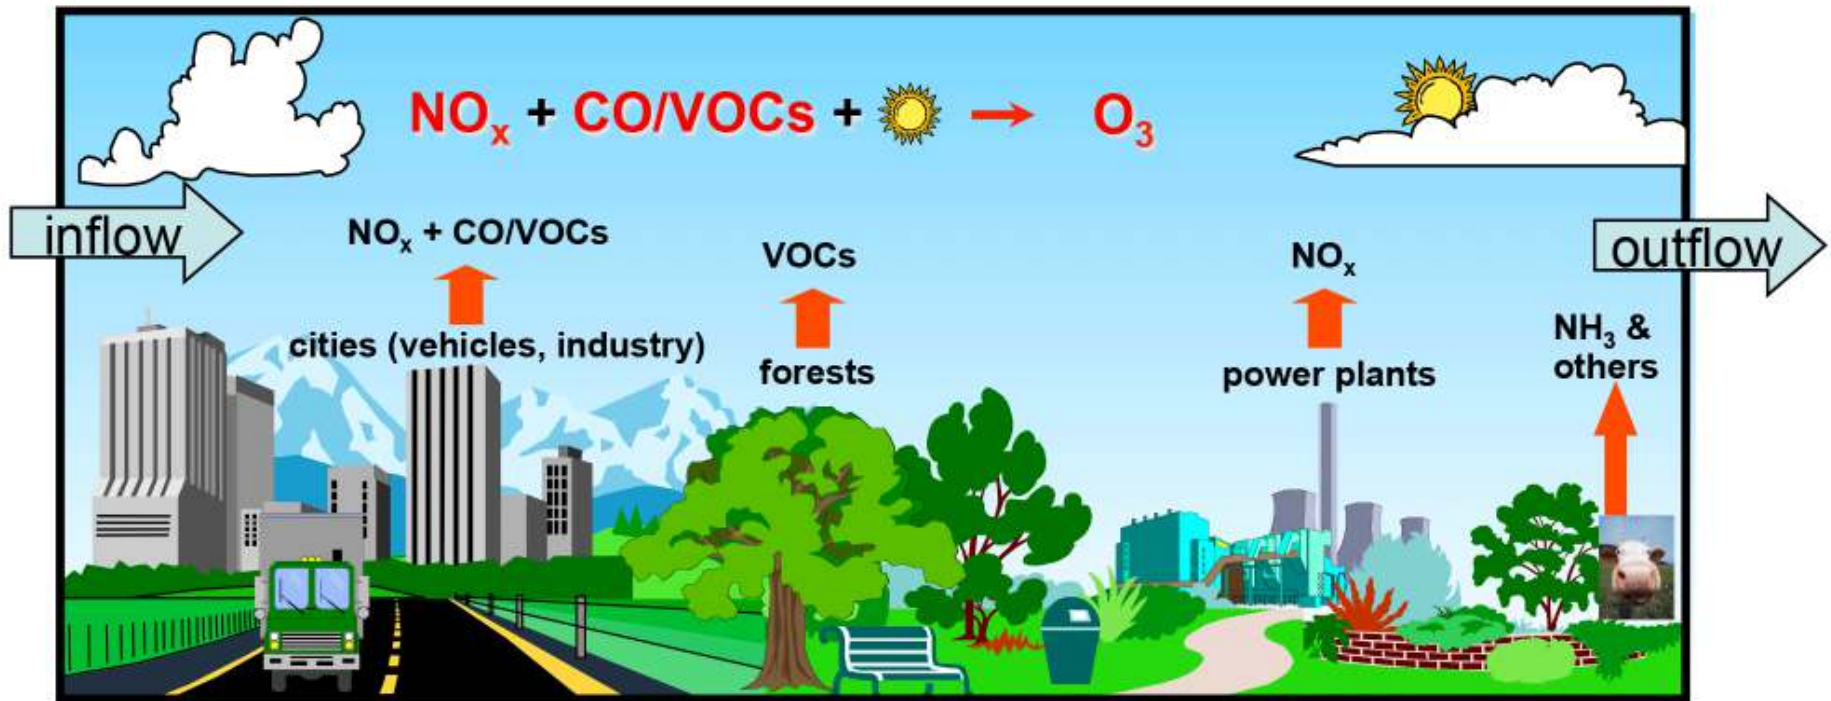 NOₓ + CO/VOCs + → O₃
inflow
NOₓ + CO/VOCs
cities (vehicles, industry)
VOCs
forests
NOₓ
power plants
outflow
NH₃ &
others